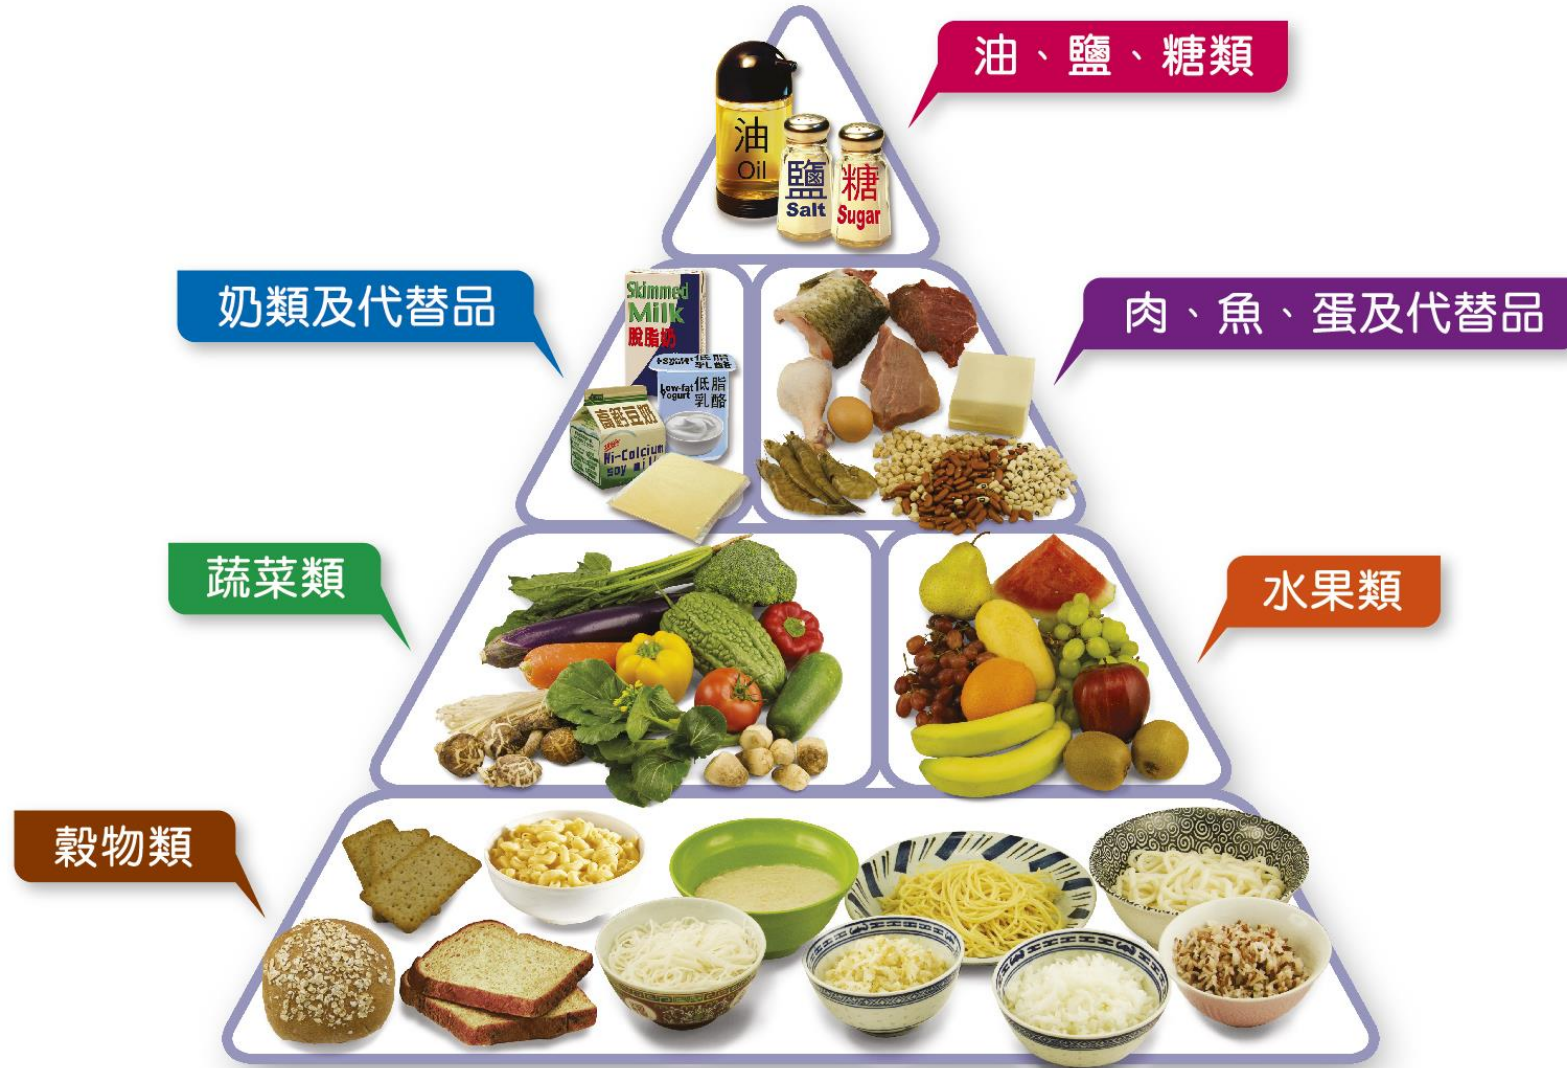 油、鹽、糖類
油
Oil
鹽
Salt
糖
Sugar
奶類及代替品
Skimmed
Milk
脫脂奶
低脂
乳酪
Low-fat
Yogurt
低脂
乳酪
高鈣豆奶
Hi-Calcium
soy milk
肉、魚、蛋及代替品
蔬菜類
水果類
穀物類